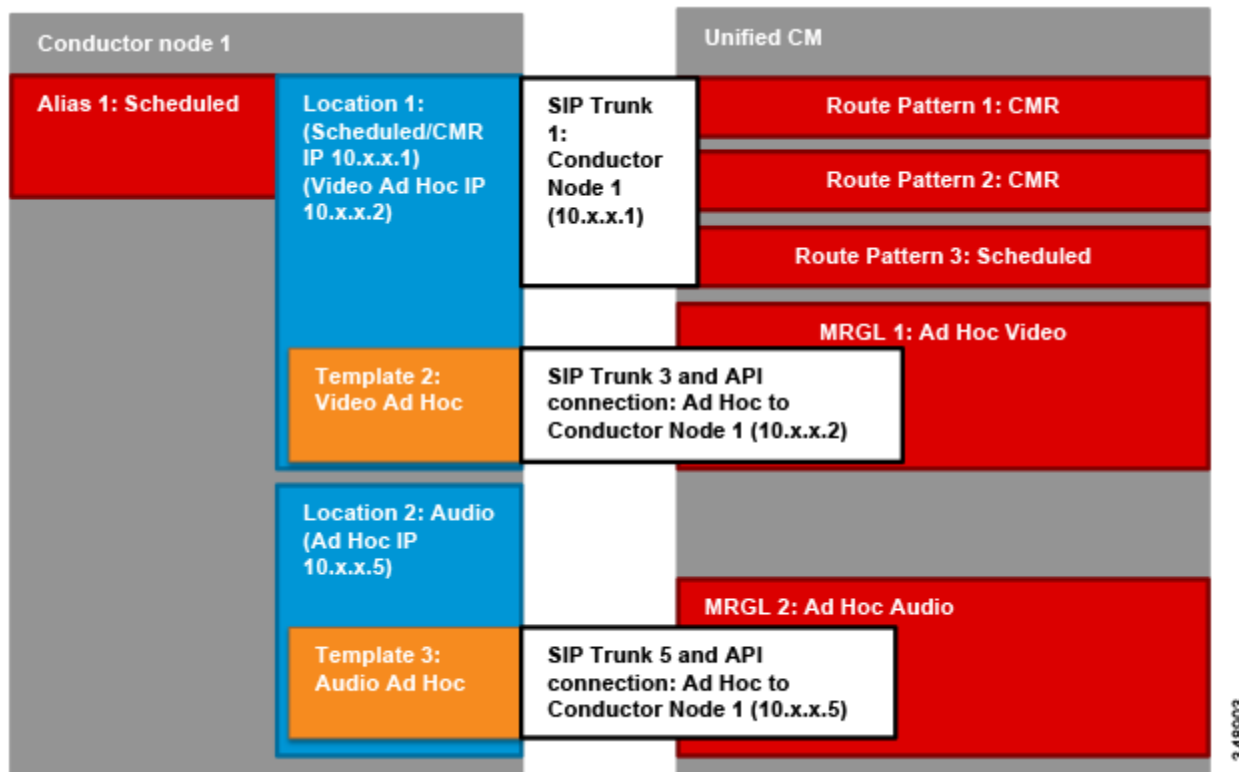 Conductor node 1
Alias 1: Scheduled
Location 1:
(Scheduled/CMR
IP 10.x.x.1)
(Video Ad Hoc IP
10.x.x.2)
Template 2:
Video Ad Hoc
Location 2: Audio
(Ad Hoc IP
10.x.x.5)
Template 3:
Audio Ad Hoc
SIP Trunk
1:
Conductor
Node 1
(10.x.x.1)
SIP Trunk 3 and API
connection: Ad Hoc to
Conductor Node 1 (10.x.x.2)
SIP Trunk 5 and API
connection: Ad Hoc to
Conductor Node 1 (10.x.x.5)
Unified CM
Route Pattern 1: CMR
Route Pattern 2: CMR
Route Pattern 3: Scheduled
MRGL 1: Ad Hoc Video
MRGL 2: Ad Hoc Audio
348903